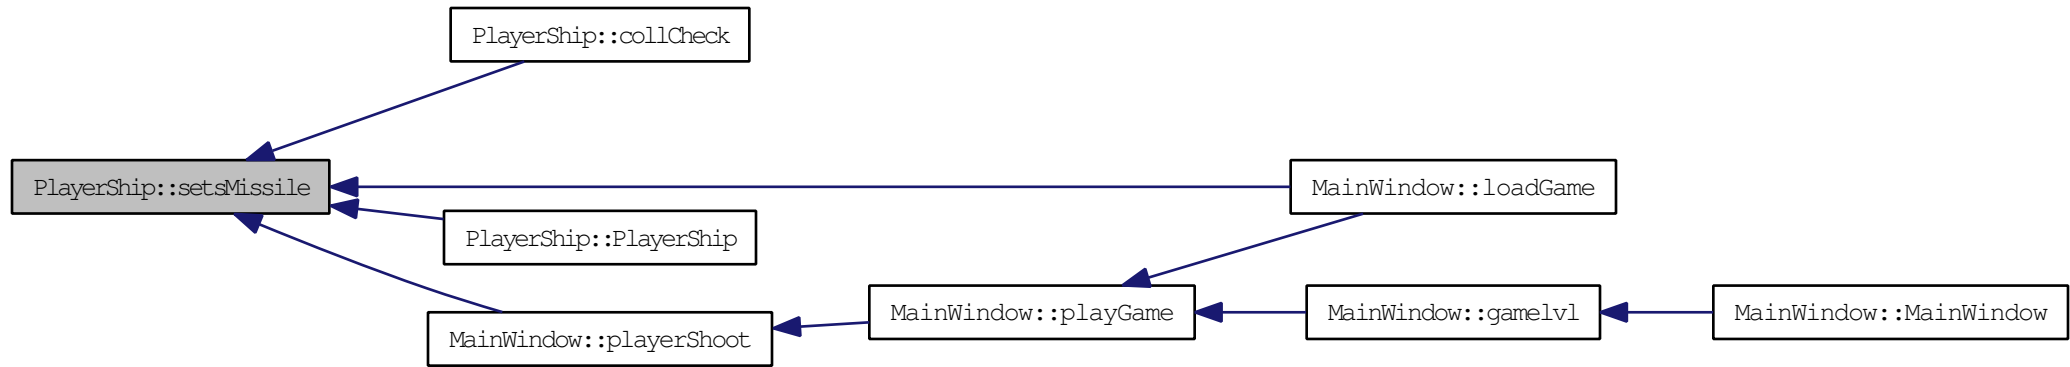 PlayerShip::collCheck
PlayerShip::setsMissile
MainWindow::loadGame
PlayerShip::PlayerShip
MainWindow::playGame
MainWindow::gamelvl
MainWindow::MainWindow
MainWindow::playerShoot